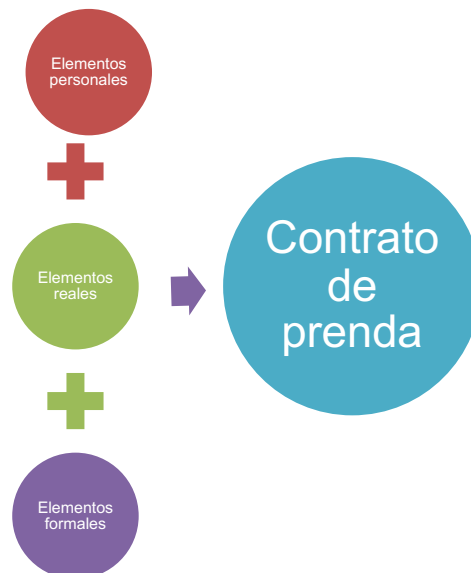 Elementos
personales
Elementos
reales
Contrato
de
prenda
Elementos
formales